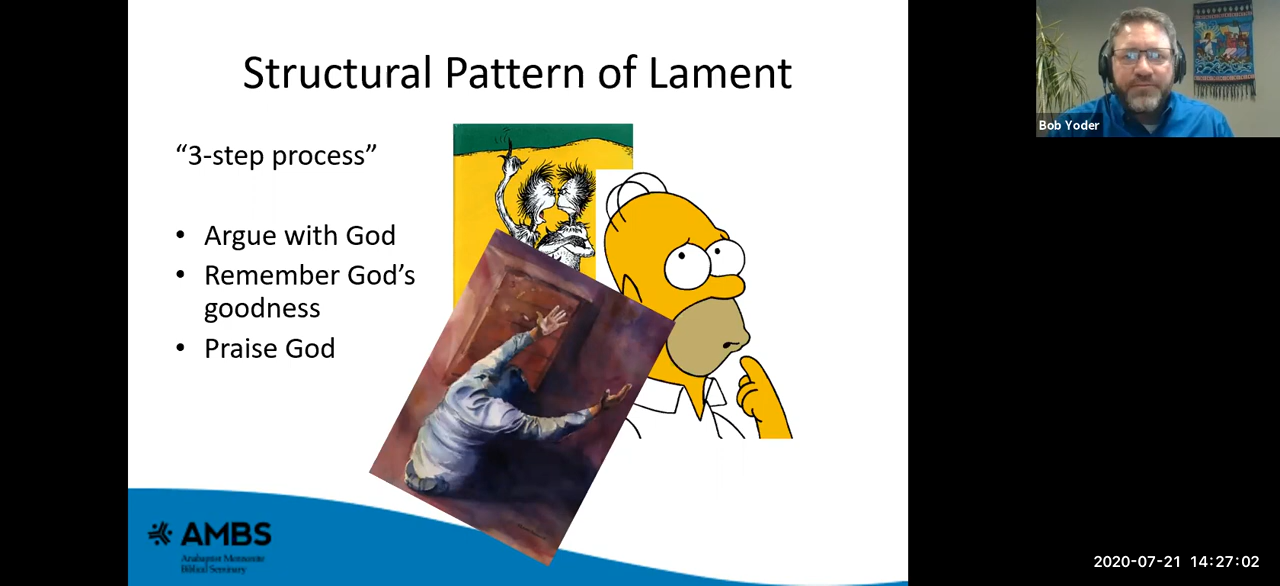 Structural Pattern of Lament
“3-step process”
• Argue with God
• Remember God’s
goodness
• Praise God
AMBS
Anabaptist Mennonite
Biblical Seminary
Bob Yoder
2020-07-21 14:27:02